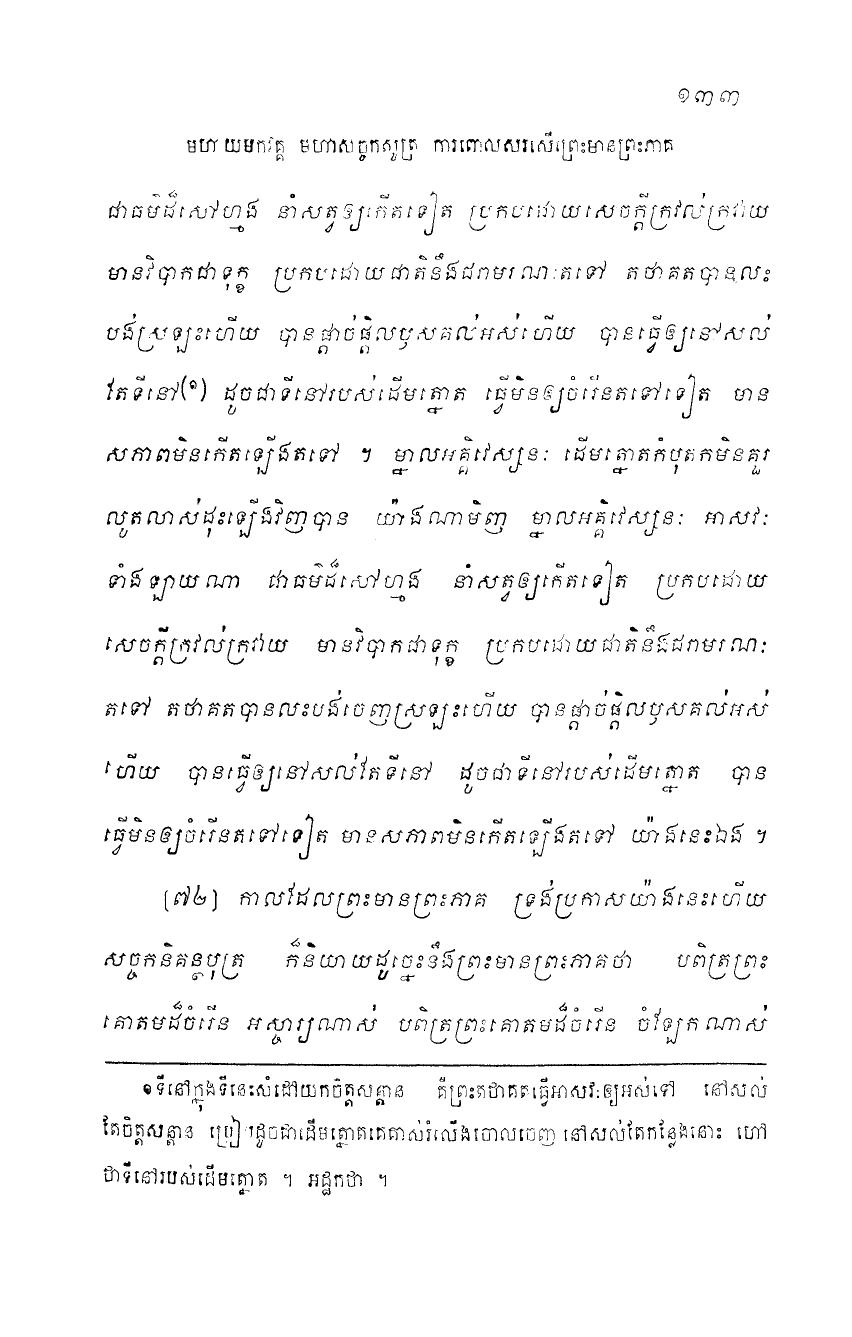 ១៣៣
មហាយមកវគ្គ មហាសច្ចកសូត្រ ការពោលសរសើរព្រះមានព្រះភាគ
ជាធម៌ដ៏សៅហ្មង នាំសត្វឲ្យកើតទៀត ប្រកបដោយសេចក្តីក្រវល់ក្រវាយ
មានវិបាកជាទុក្ខ ប្រកបដោយជាតិនឹងជរាមរណៈតទៅ តថាគតបានលះ
បង់ស្រឡះហើយ បានផ្តាច់ផ្តិលឫសគល់អស់ហើយ បានធ្វើឲ្យនៅសល់
តែទីនៅ(១) ដូចជាទីនៅរបស់ដើមត្នោត ធ្វើមិនឲ្យចំរើនតទៅទៀត មាន
សភាពមិនកើតឡើងតទៅ ។ ម្នាលអគ្គិវេស្សនៈ ដើមត្នោតកំបុតកមិនគួរ
លូតលាស់ដុះឡើងវិញបាន យ៉ាងណាមិញ ម្នាលអគ្គិវេស្សនៈ អាសវៈ
ទាំងឡាយណា ជាធម៌ដ៏សៅហ្មង នាំសត្វឲ្យកើតទៀត ប្រកបដោយ
សេចក្តីក្រវល់ក្រវាយ មានវិបាកជាទុក្ខ ប្រកបដោយជាតិនឹងជរាមរណៈ
តទៅ តថាគតបានលះបង់ចេញស្រឡះហើយ បានផ្តាច់ផ្តិលឫសគល់អស់
ហើយ បានធ្វើឲ្យនៅសល់តែទីនៅ ដូចជាទីនៅរបស់ដើមត្នោត បាន
ធ្វើមិនឲ្យចំរើនតទៅទៀត មានសភាពមិនកើតឡើងតទៅ យ៉ាងនេះឯង ។
[៧២] កាលដែលព្រះមានព្រះភាគ ទ្រង់ប្រកាសយ៉ាងនេះហើយ
សច្ចកនិគន្ថបុត្រ ក៏និយាយដូច្នេះនឹងព្រះមានព្រះភាគថា បពិត្រព្រះ
គោតមដ៏ចំរើន អស្ចារ្យណាស់ បពិត្រព្រះគោតមដ៏ចំរើន ចំឡែកណាស់
១ ទីនៅក្នុងទីនេះសំដៅយកចិត្តសន្តាន គឺព្រះតថាគតធ្វើអាសវៈឲ្យអស់ទៅ នៅសល់
តែចិត្តសន្តាន ប្រៀបដូចជាដើមត្នោតគេគាស់រំលើងចោលចេញ នៅសល់តែកន្លែងនោះ ហៅ
ថាទីនៅរបស់ដើមត្នោត ។ អដ្ឋកថា ។